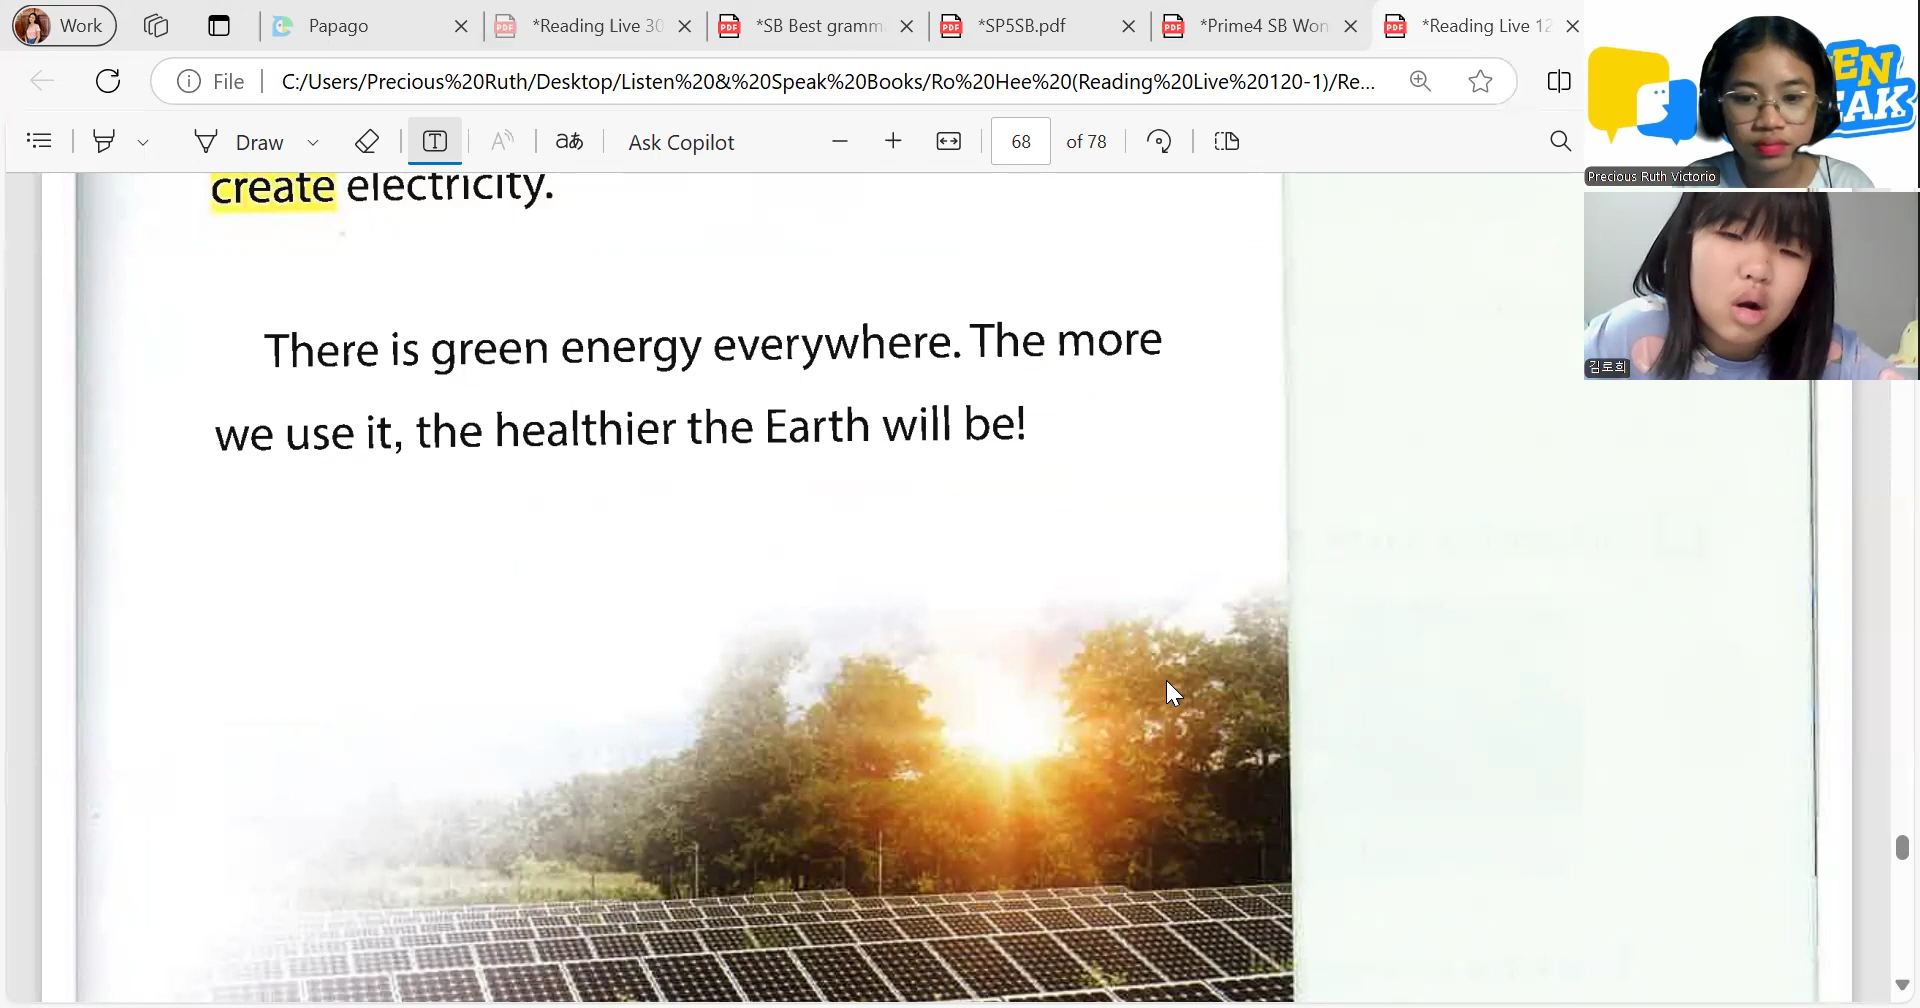 Work
Papago
*Reading Live 30
*SB Best gramm
*SP5SB.pdf
*Prime4 SB Won
*Reading Live 12
File
C:/Users/Precious%20Ruth/Desktop/Listen%20&%20Speak%20Books/Ro%20Hee%20(Reading%20Live%20120-1)/Re...
Draw
Ask Copilot
68
of 78
create electricity.
There is green energy everywhere. The more
we use it, the healthier the Earth will be!
EN
EAK
Precious Ruth Victorio
김로희